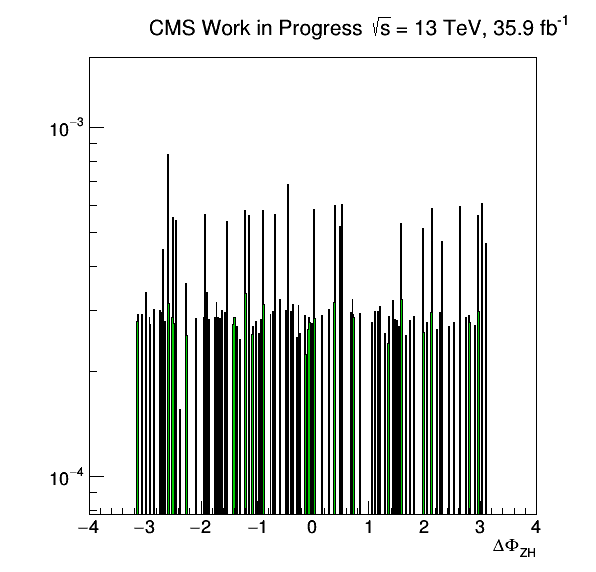 CMS Work in Progress √s = 13 TeV, 35.9 fb⁻¹
10⁻³
10⁻⁴
−4 −3 −2 −1 0 1 2 3 4
ΔΦ_ZH